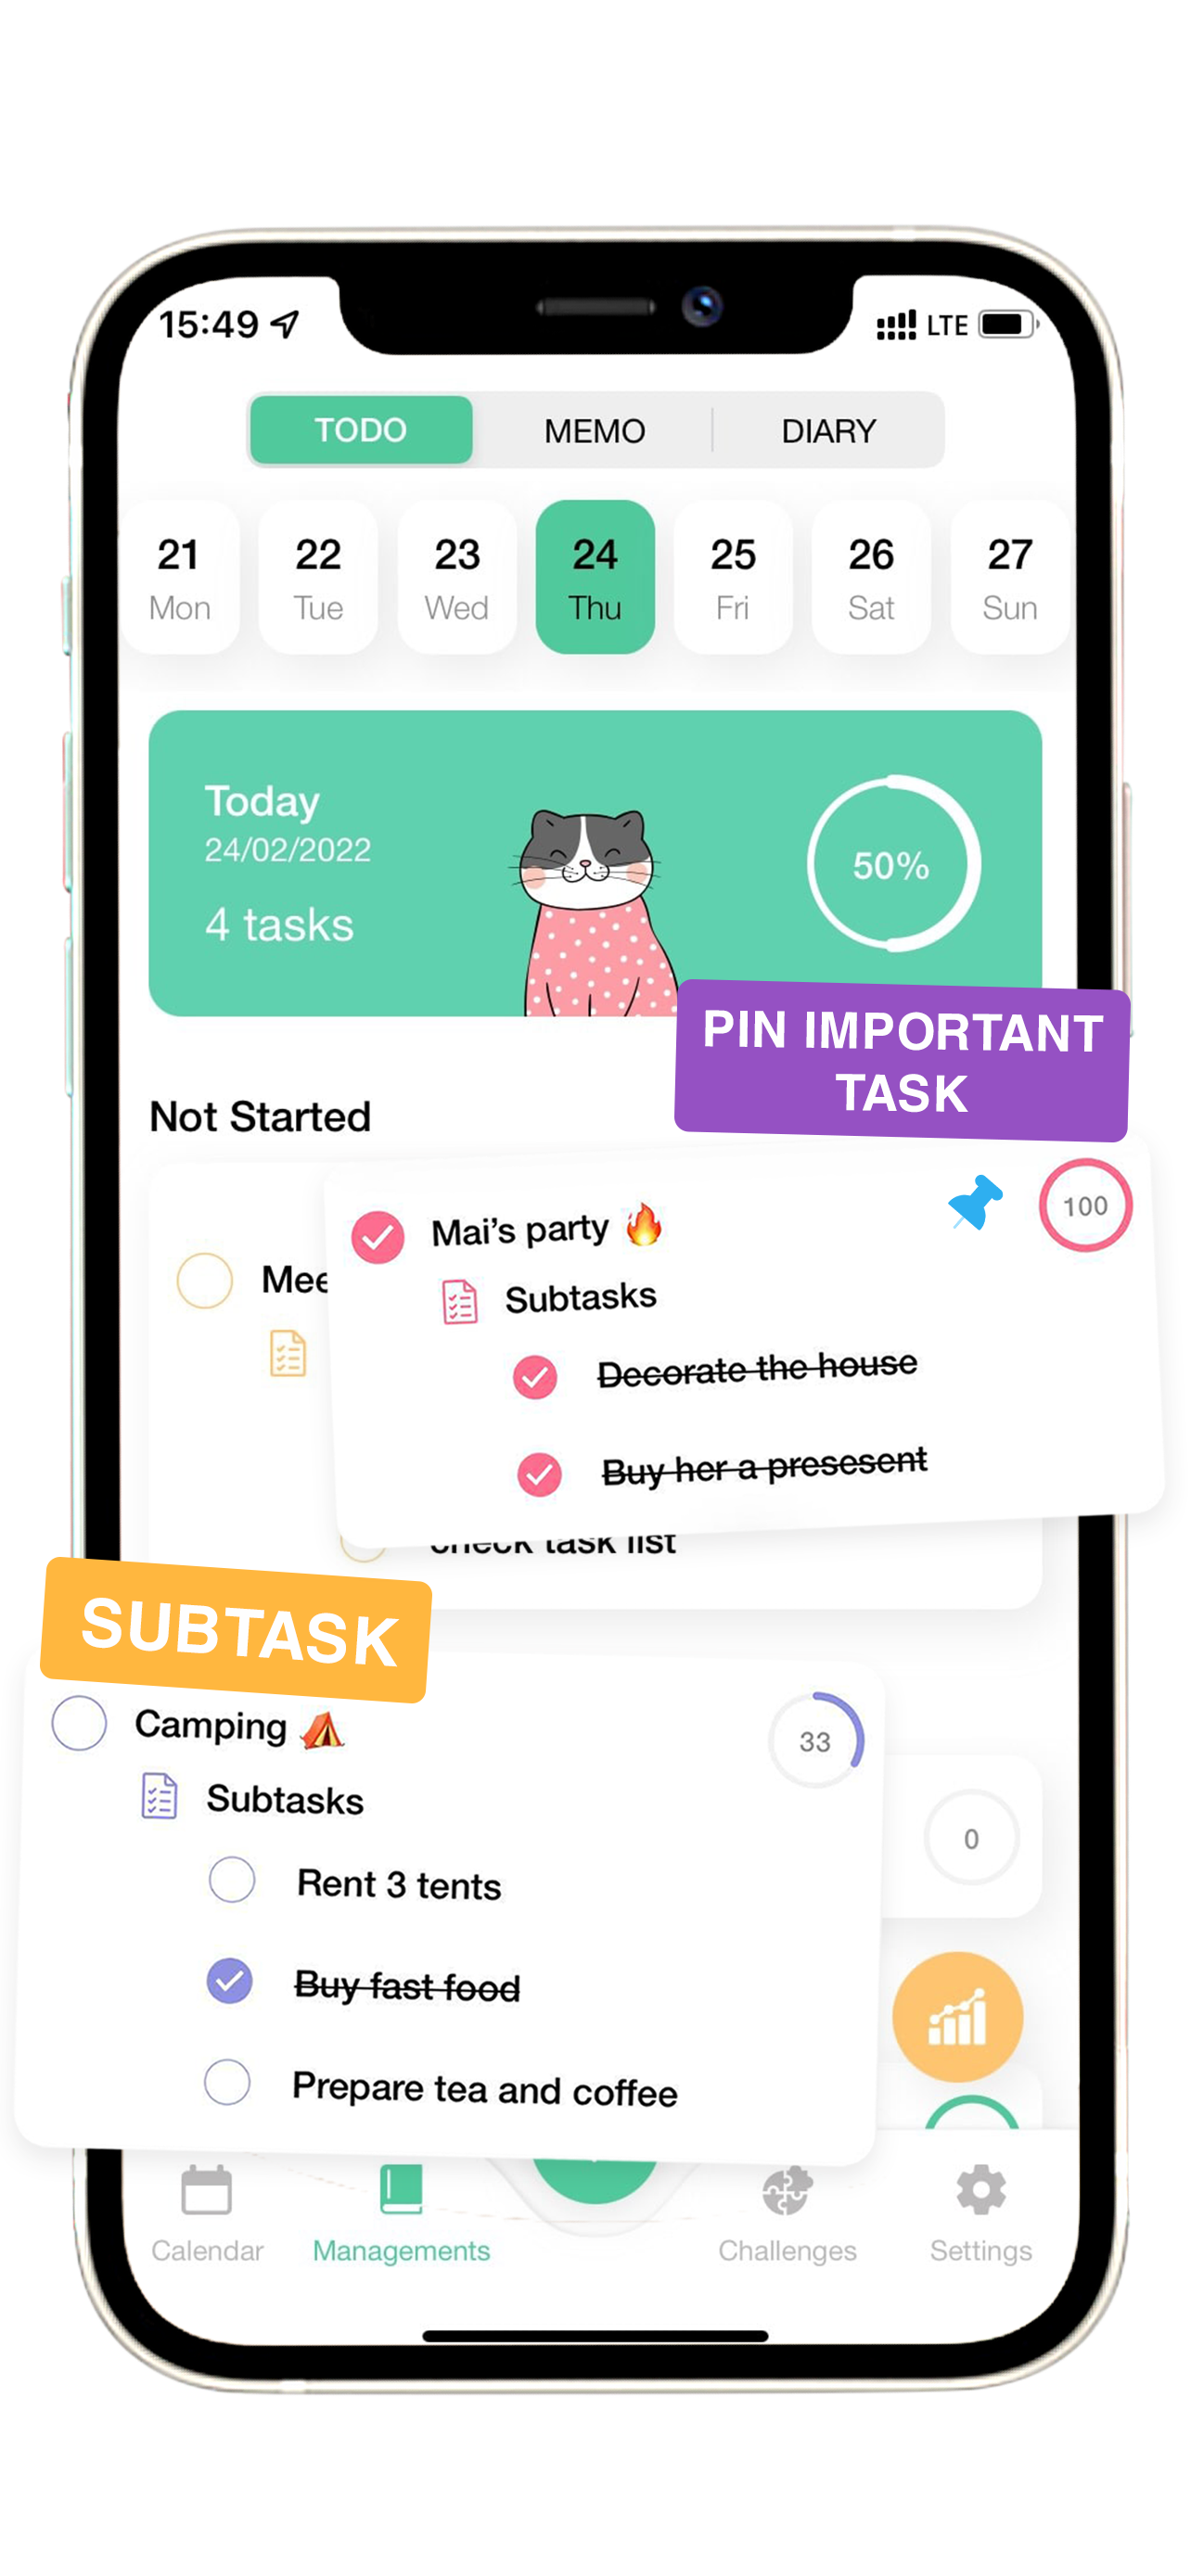 15:49
LTE
TODO
MEMO
DIARY
21
Mon
22
Tue
23
Wed
24
Thu
25
Fri
26
Sat
27
Sun
Today
24/02/2022
4 tasks
50%
PIN IMPORTANT
TASK
Not Started
Mai's party
100
Subtasks
Decorate the house
Buy her a presesent
check task list
SUBTASK
Camping
33
Subtasks
Rent 3 tents
Buy fast food
Prepare tea and coffee
0
Calendar
Managements
Challenges
Settings